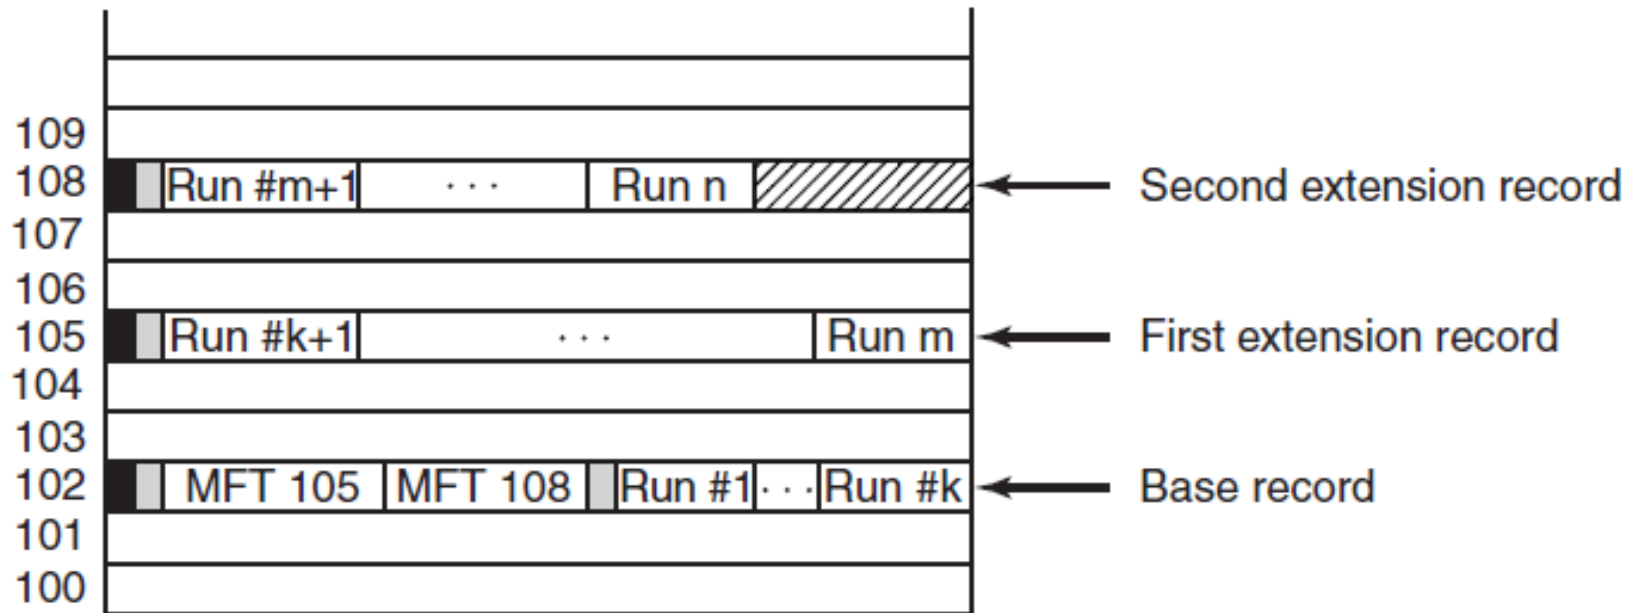 109
108 Run #m+1 ... Run n Second extension record
107
106
105 Run #k+1 ... Run m First extension record
104
103
102 MFT 105 MFT 108 Run #1 ... Run #k Base record
101
100